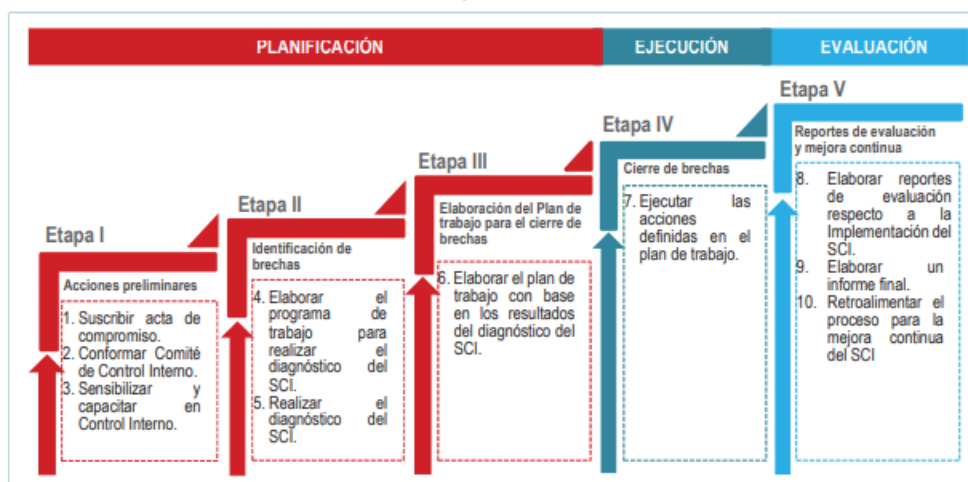 PLANIFICACIÓN
EJECUCIÓN
EVALUACIÓN
Etapa I
Acciones preliminares
1. Suscribir acta de
compromiso.
2. Conformar Comité
de Control Interno.
3. Sensibilizar y
capacitar en
Control Interno.
Etapa II
Identificación de
brechas
4. Elaborar el
programa de
trabajo para
realizar el
diagnóstico del
SCI.
5. Realizar el
diagnóstico del
SCI.
Etapa III
Elaboración del Plan de
trabajo para el cierre de
brechas
6. Elaborar el plan de
trabajo con base
en los resultados
del diagnóstico del
SCI.
Etapa IV
Cierre de brechas
7. Ejecutar las
acciones
definidas en el
plan de trabajo.
Etapa V
Reportes de evaluación
y mejora continua
8. Elaborar reportes
de evaluación
respecto a la
Implementación del
SCI.
9. Elaborar un
informe final.
10. Retroalimentar el
proceso para la
mejora continua
del SCI